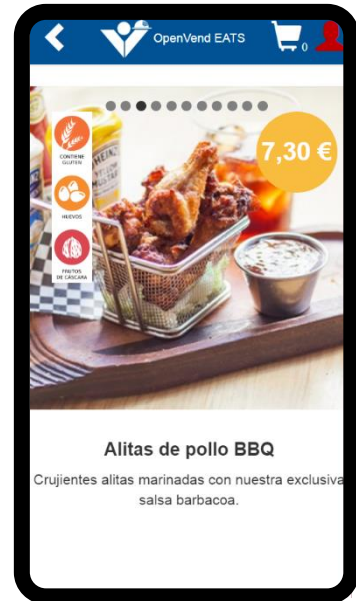 OpenVend EATS
0
CONTIENE
GLUTEN
HUEVOS
FRUTOS
DE CÁSCARA
7,30 €
HEINZ
Alitas de pollo BBQ
Crujientes alitas marinadas con nuestra exclusiva
salsa barbacoa.